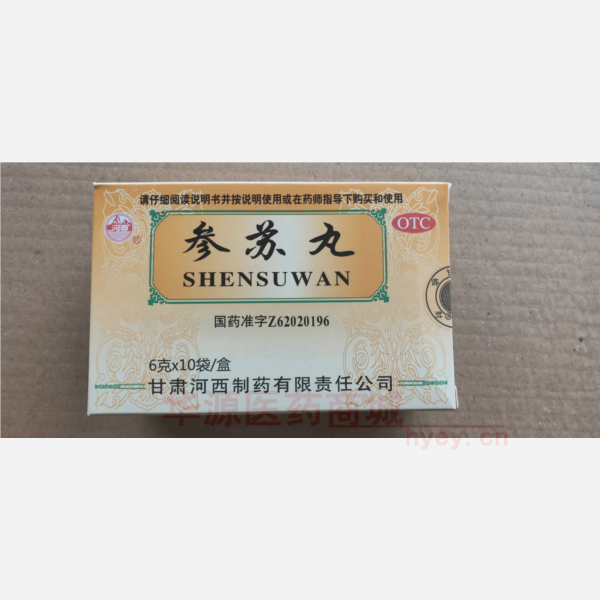 请仔细阅读说明书并按说明使用或在药师指导下购买和使用
河西
®
OTC
参苏丸
SHENSUWAN
国药准字Z62020196
6克x10袋/盒
甘肃河西制药有限责任公司
华源医药商城
hyey.cn